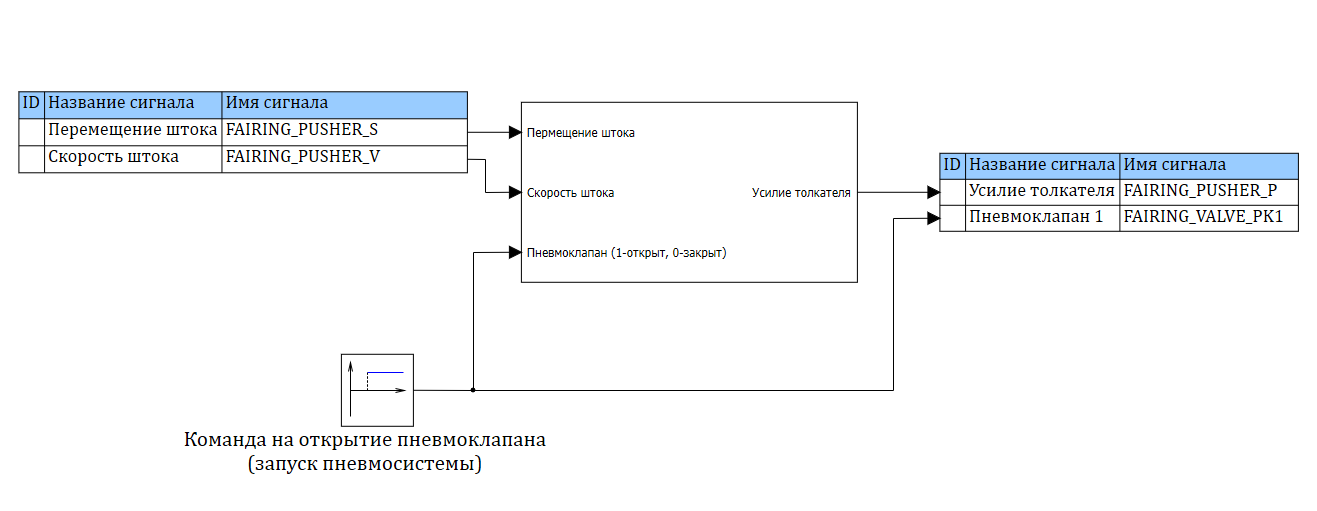 ID Название сигнала Имя сигнала
Перемещение штока FAIRING_PUSHER_S
Скорость штока FAIRING_PUSHER_V
Пермещение штока
Скорость штока
Усилие толкателя
Пневмоклапан (1-открыт, 0-закрыт)
ID Название сигнала Имя сигнала
Усилие толкателя FAIRING_PUSHER_P
Пневмоклапан 1 FAIRING_VALVE_PK1
Команда на открытие пневмоклапана
(запуск пневмосистемы)